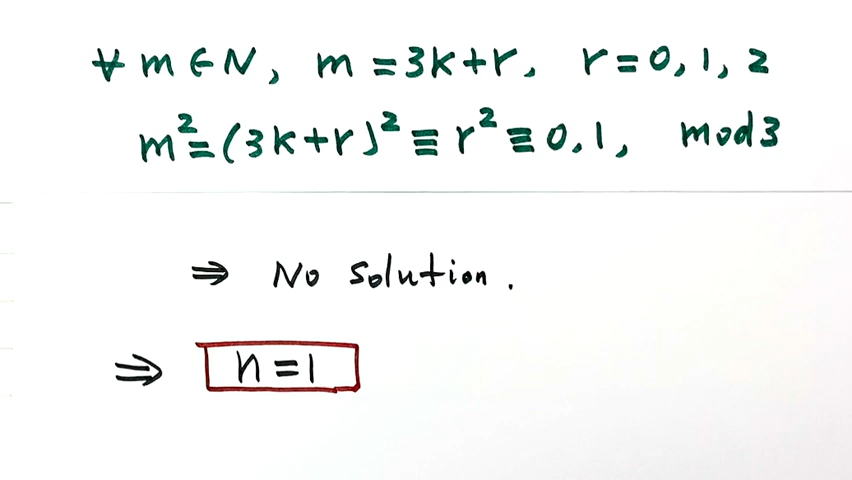 ∀ m ∈ N, m = 3k+r, r = 0, 1, 2
m² = (3k+r)² ≡ r² ≡ 0, 1, mod 3
⇒ No solution.
⇒ n = 1